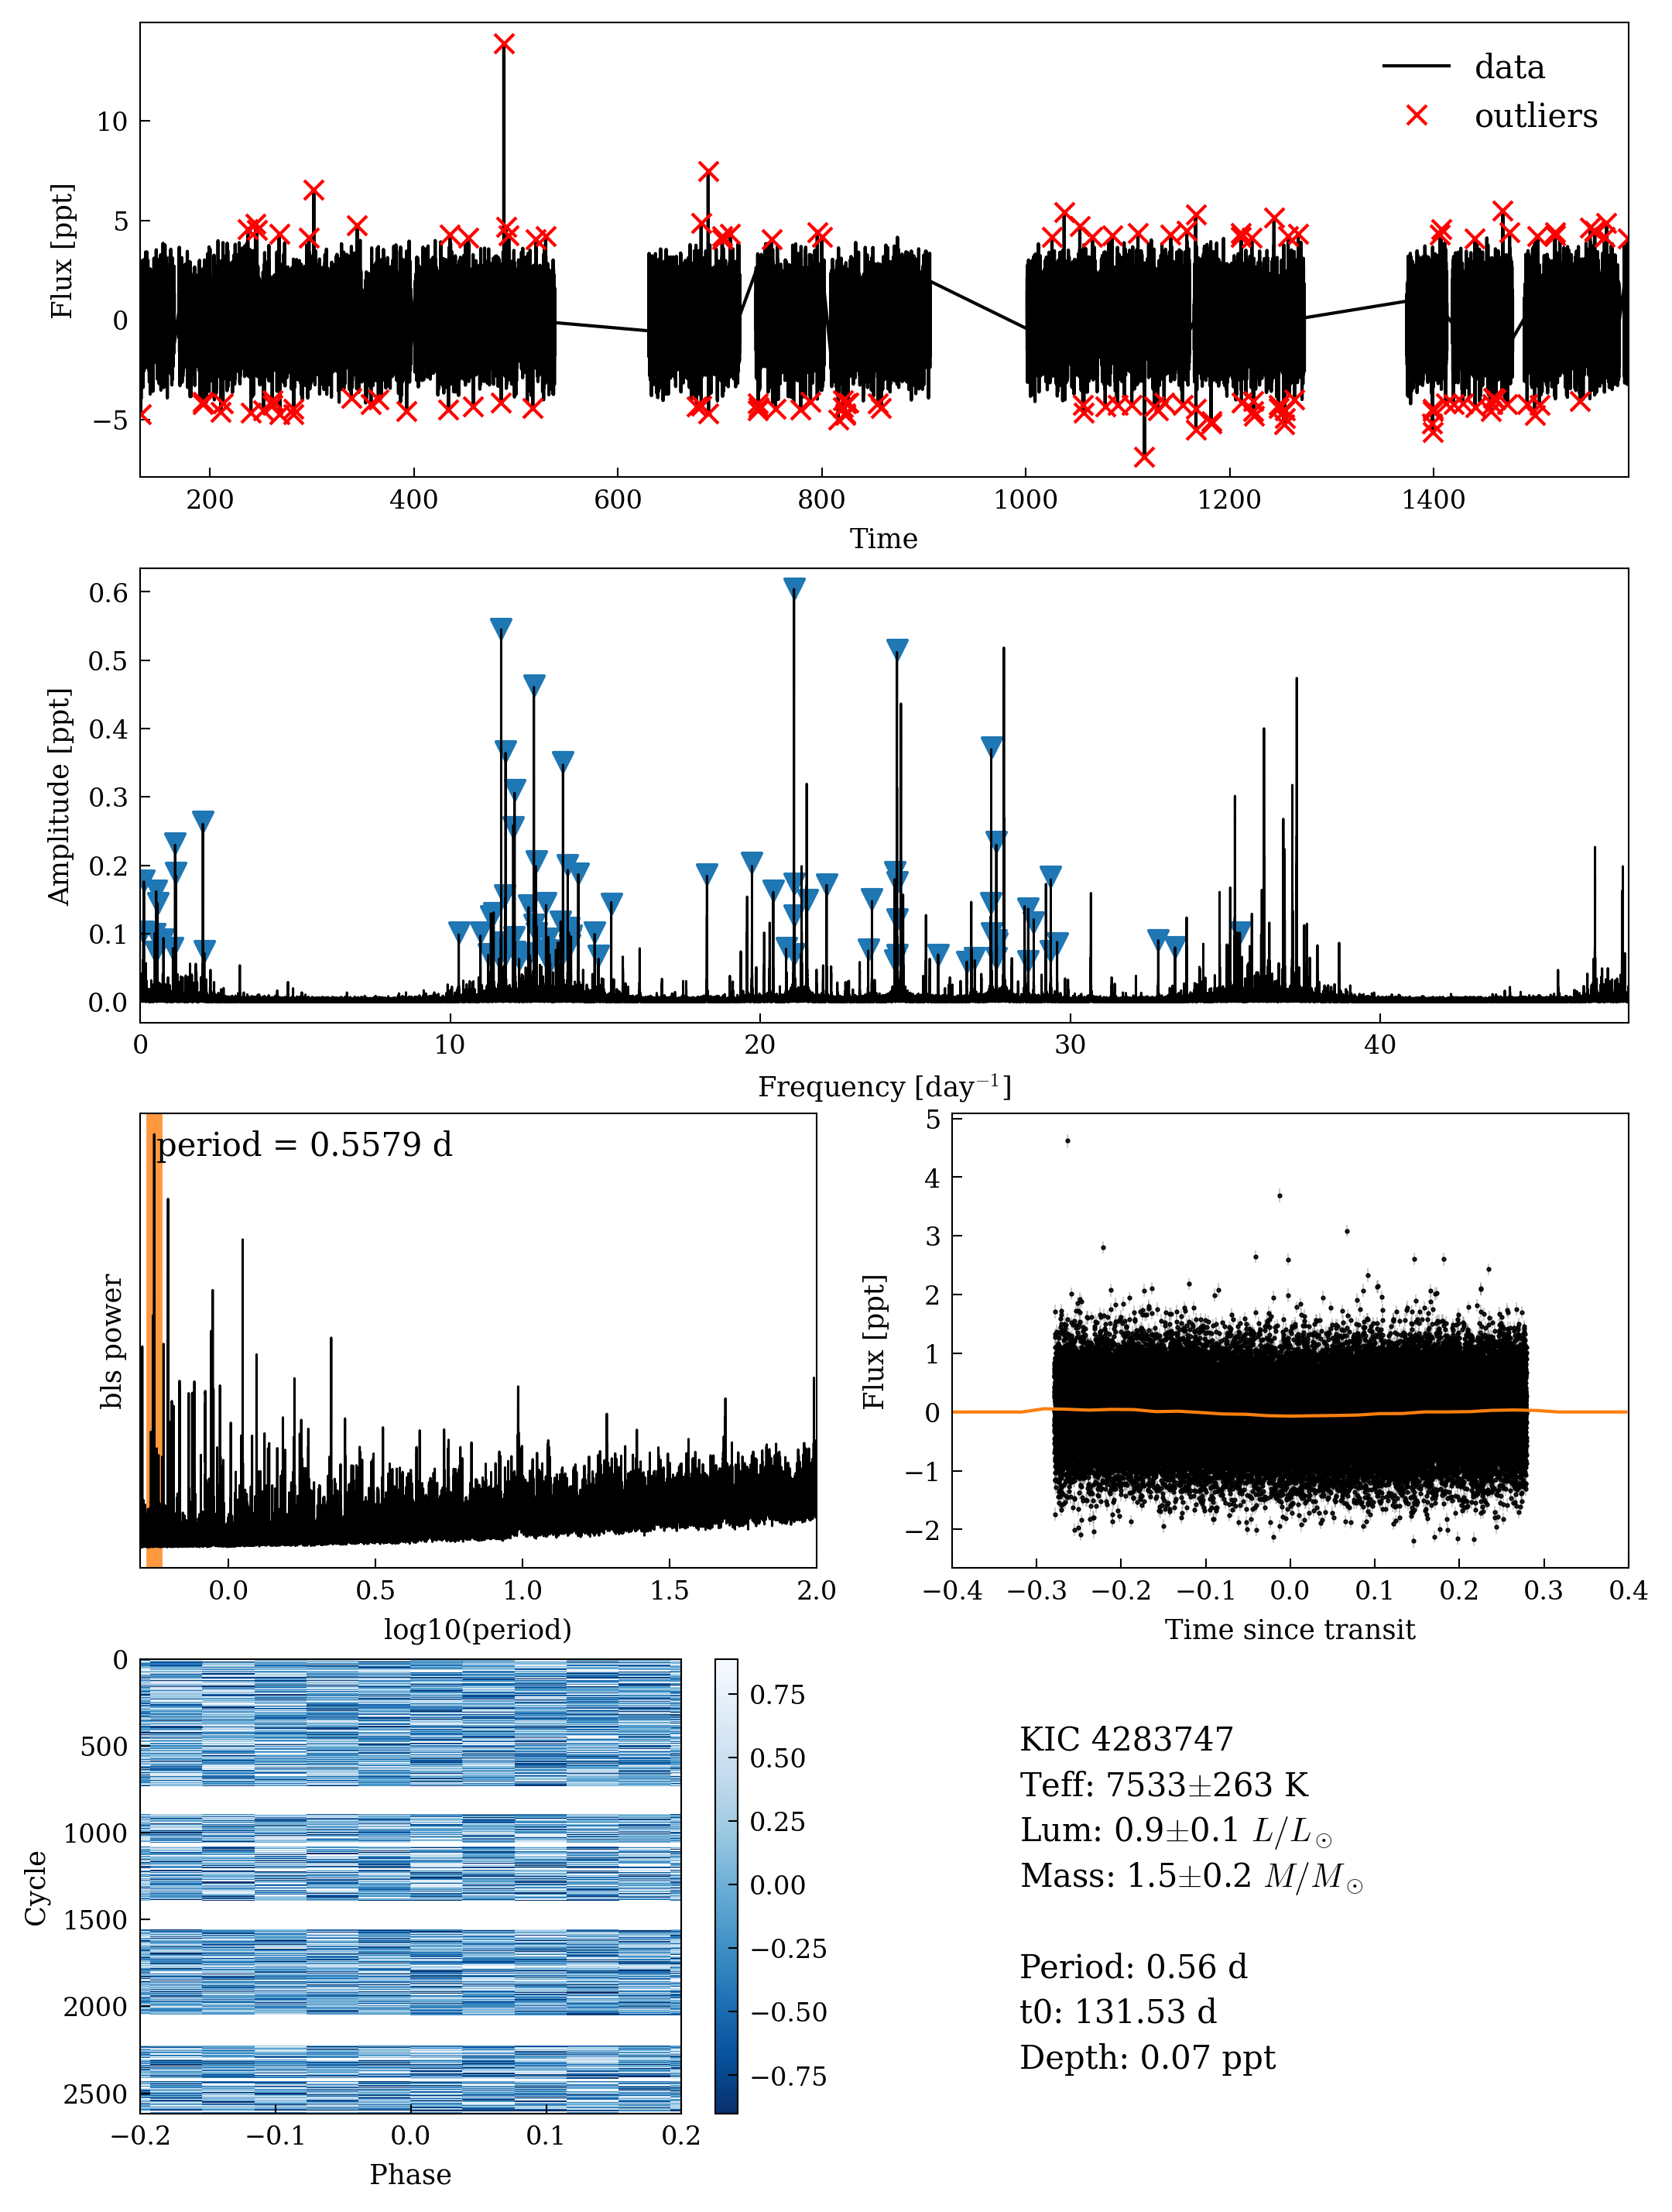 data
outliers
10
5
0
−5
Flux [ppt]
200 400 600 800 1000 1200 1400
Time
0.6
0.5
0.4
0.3
0.2
0.1
0.0
Amplitude [ppt]
0 10 20 30 40
Frequency [day⁻¹]
period = 0.5579 d
bls power
0.0 0.5 1.0 1.5 2.0
log10(period)
5
4
3
2
1
0
−1
−2
Flux [ppt]
−0.4 −0.3 −0.2 −0.1 0.0 0.1 0.2 0.3 0.4
Time since transit
0
500
1000
1500
2000
2500
Cycle
−0.2 −0.1 0.0 0.1 0.2
Phase
0.75
0.50
0.25
0.00
−0.25
−0.50
−0.75
KIC 4283747
Teff: 7533±263 K
Lum: 0.9±0.1 L/L⊙
Mass: 1.5±0.2 M/M⊙
Period: 0.56 d
t0: 131.53 d
Depth: 0.07 ppt